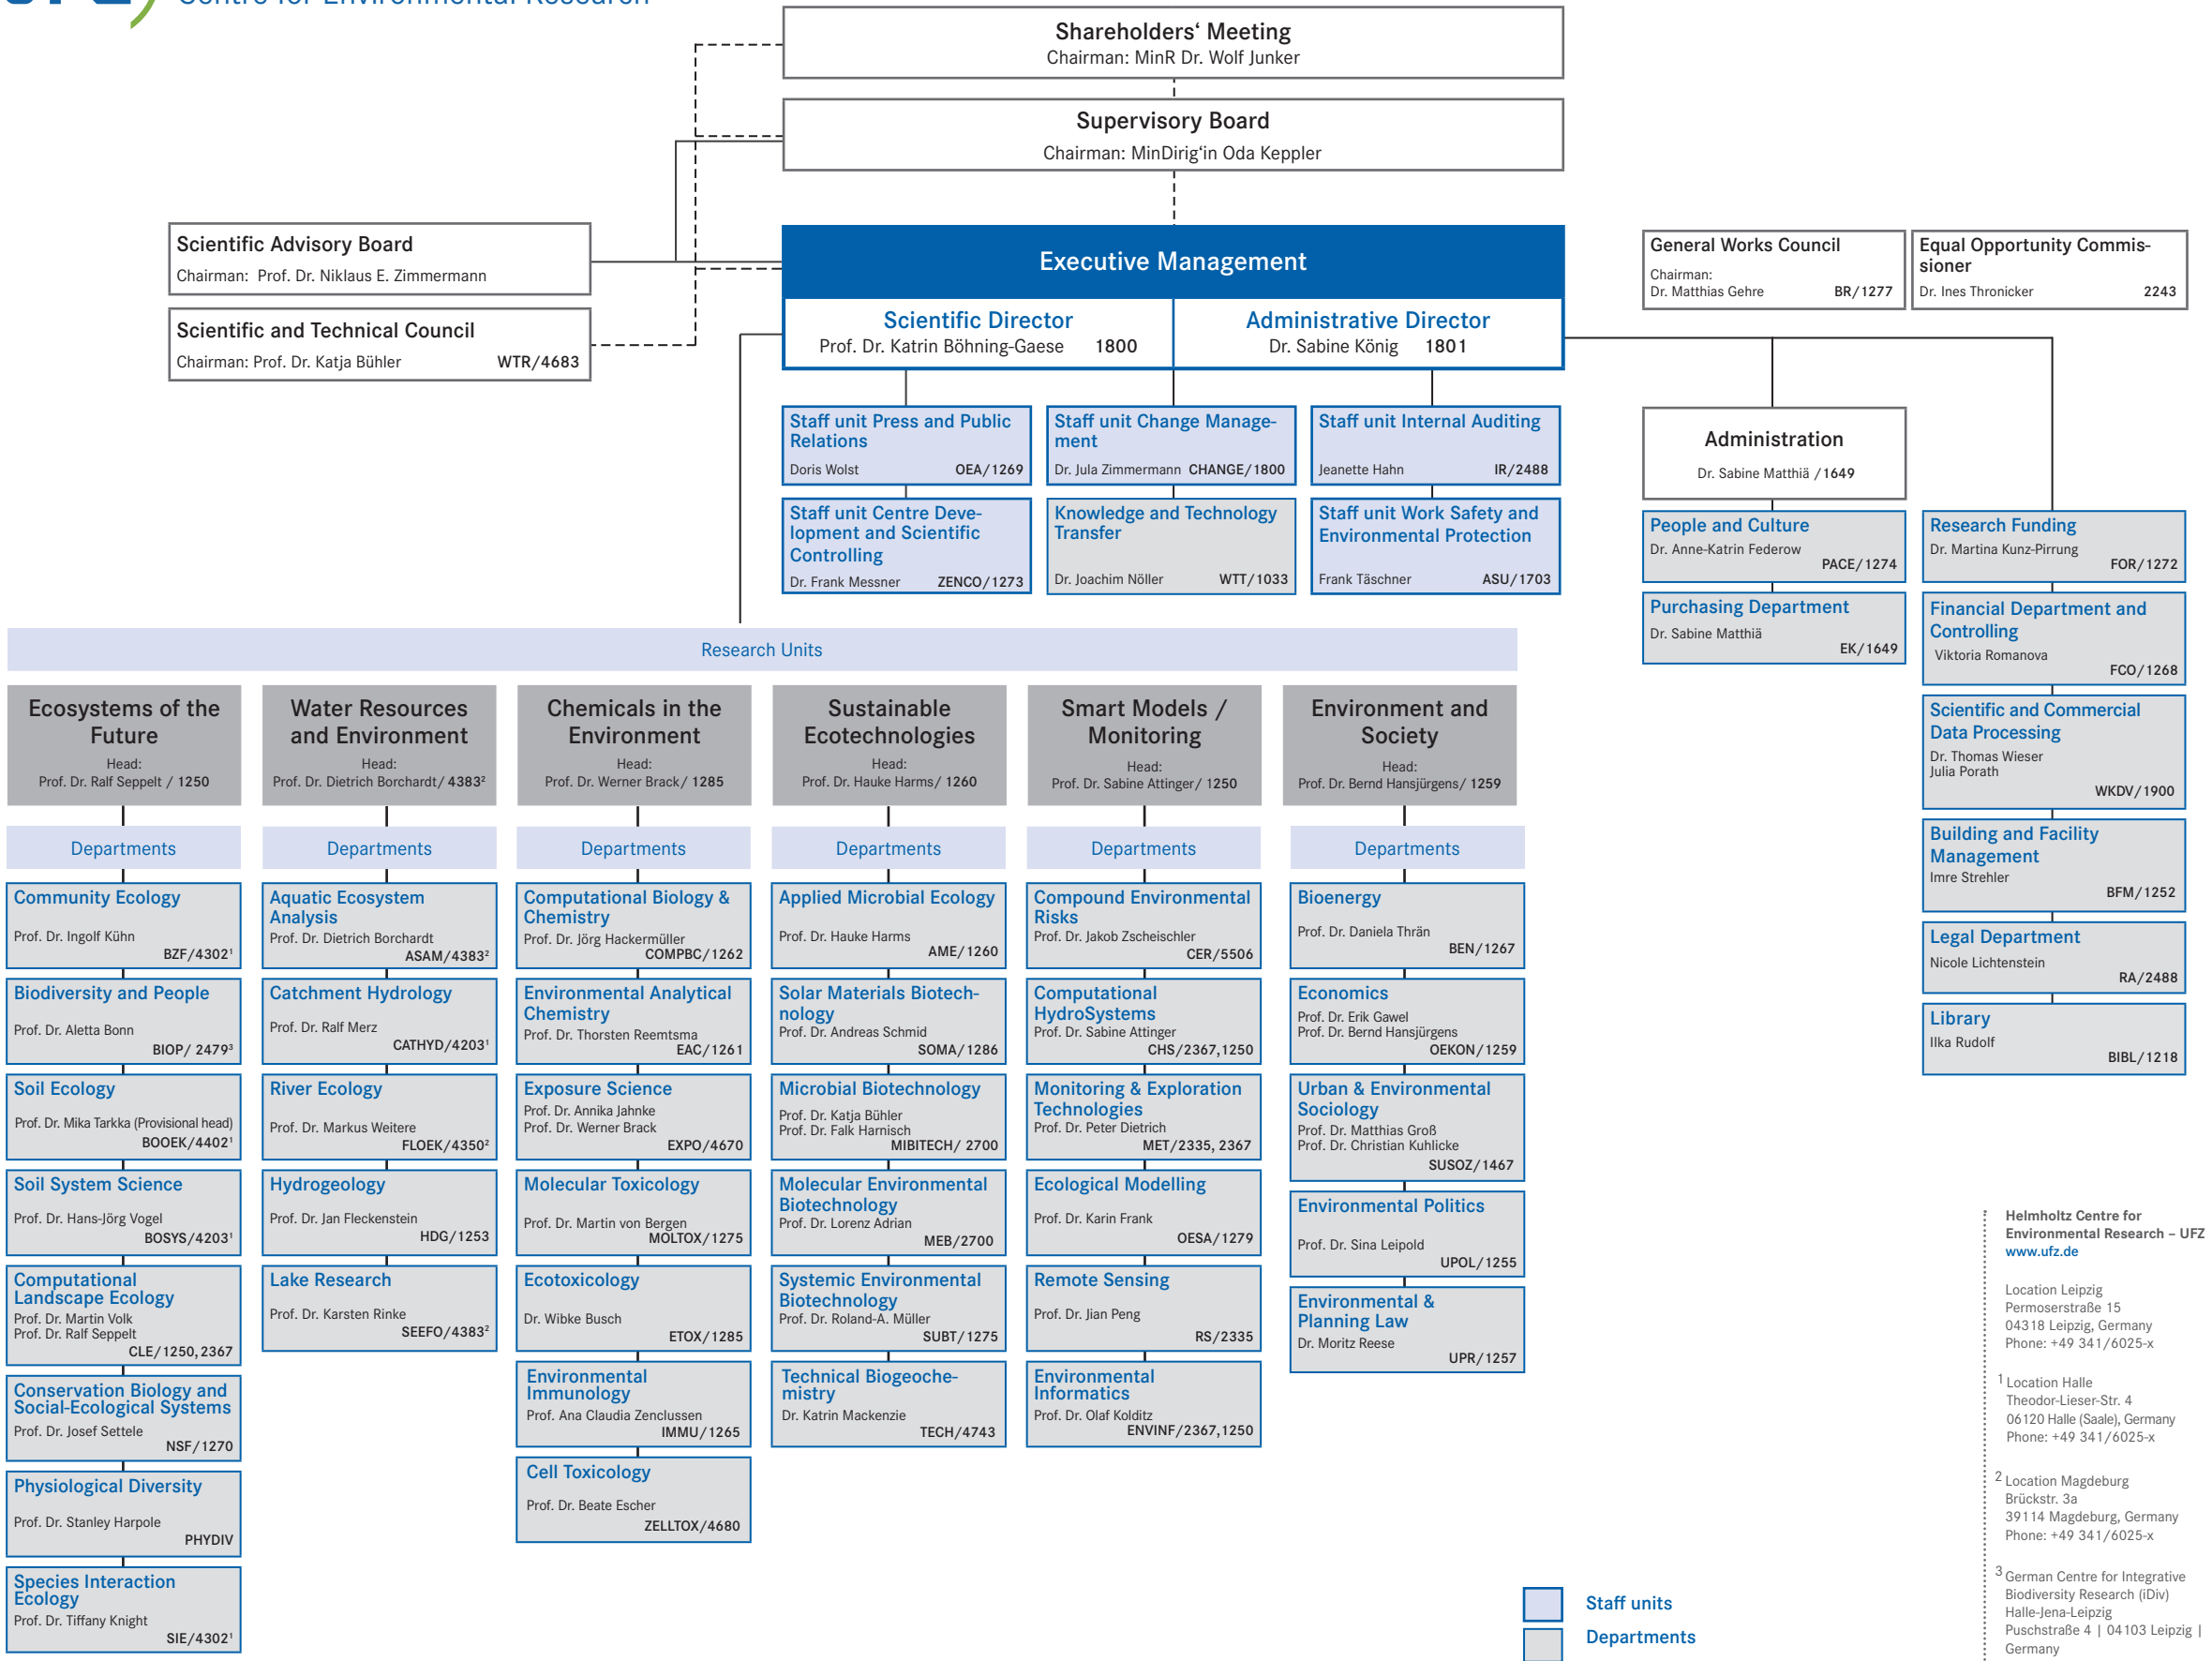 Centre for Environmental Research
Shareholders‘ Meeting
Chairman: MinR Dr. Wolf Junker
Supervisory Board
Chairman: MinDirig‘in Oda Keppler
Scientific Advisory Board
Chairman: Prof. Dr. Niklaus E. Zimmermann
Scientific and Technical Council
Chairman: Prof. Dr. Katja Bühler WTR/4683
Executive Management
Scientific Director
Prof. Dr. Katrin Böhning-Gaese 1800
Administrative Director
Dr. Sabine König 1801
General Works Council
Chairman:
Dr. Matthias Gehre BR/1277
Equal Opportunity Commis-
sioner
Dr. Ines Thronicker 2243
Staff unit Press and Public
Relations
Doris Wolst OEA/1269
Staff unit Change Manage-
ment
Dr. Jula Zimmermann CHANGE/1800
Staff unit Internal Auditing
Jeanette Hahn IR/2488
Staff unit Centre Deve-
lopment and Scientific
Controlling
Dr. Frank Messner ZENCO/1273
Knowledge and Technology
Transfer
Dr. Joachim Nöller WTT/1033
Staff unit Work Safety and
Environmental Protection
Frank Täschner ASU/1703
Administration
Dr. Sabine Matthiä /1649
People and Culture
Dr. Anne-Katrin Federow
PACE/1274
Purchasing Department
Dr. Sabine Matthiä
EK/1649
Research Funding
Dr. Martina Kunz-Pirrung
FOR/1272
Financial Department and
Controlling
Viktoria Romanova
FCO/1268
Scientific and Commercial
Data Processing
Dr. Thomas Wieser
Julia Porath
WKDV/1900
Building and Facility
Management
Imre Strehler
BFM/1252
Legal Department
Nicole Lichtenstein
RA/2488
Library
Ilka Rudolf
BIBL/1218
Research Units
Ecosystems of the
Future
Head:
Prof. Dr. Ralf Seppelt / 1250
Departments
Community Ecology
Prof. Dr. Ingolf Kühn
BZF/4302¹
Biodiversity and People
Prof. Dr. Aletta Bonn
BIOP/ 2479³
Soil Ecology
Prof. Dr. Mika Tarkka (Provisional head)
BOOEK/4402¹
Soil System Science
Prof. Dr. Hans-Jörg Vogel
BOSYS/4203¹
Computational
Landscape Ecology
Prof. Dr. Martin Volk
Prof. Dr. Ralf Seppelt
CLE/1250,2367
Conservation Biology and
Social-Ecological Systems
Prof. Dr. Josef Settele
NSF/1270
Physiological Diversity
Prof. Dr. Stanley Harpole
PHYDIV
Species Interaction
Ecology
Prof. Dr. Tiffany Knight
SIE/4302¹
Water Resources
and Environment
Head:
Prof. Dr. Dietrich Borchardt/ 4383²
Departments
Aquatic Ecosystem
Analysis
Prof. Dr. Dietrich Borchardt
ASAM/4383²
Catchment Hydrology
Prof. Dr. Ralf Merz
CATHYD/4203¹
River Ecology
Prof. Dr. Markus Weitere
FLOEK/4350²
Hydrogeology
Prof. Dr. Jan Fleckenstein
HDG/1253
Lake Research
Prof. Dr. Karsten Rinke
SEEFO/4383²
Chemicals in the
Environment
Head:
Prof. Dr. Werner Brack/ 1285
Departments
Computational Biology &
Chemistry
Prof. Dr. Jörg Hackermüller
COMPBC/1262
Environmental Analytical
Chemistry
Prof. Dr. Thorsten Reemtsma
EAC/1261
Exposure Science
Prof. Dr. Annika Jahnke
Prof. Dr. Werner Brack
EXPO/4670
Molecular Toxicology
Prof. Dr. Martin von Bergen
MOLTOX/1275
Ecotoxicology
Dr. Wibke Busch
ETOX/1285
Environmental
Immunology
Prof. Ana Claudia Zenclussen
IMMU/1265
Cell Toxicology
Prof. Dr. Beate Escher
ZELLTOX/4680
Sustainable
Ecotechnologies
Head:
Prof. Dr. Hauke Harms/ 1260
Departments
Applied Microbial Ecology
Prof. Dr. Hauke Harms
AME/1260
Solar Materials Biotech-
nology
Prof. Dr. Andreas Schmid
SOMA/1286
Microbial Biotechnology
Prof. Dr. Katja Bühler
Prof. Dr. Falk Harnisch
MIBITECH/ 2700
Molecular Environmental
Biotechnology
Prof. Dr. Lorenz Adrian
MEB/2700
Systemic Environmental
Biotechnology
Prof. Dr. Roland-A. Müller
SUBT/1275
Technical Biogeoche-
mistry
Dr. Katrin Mackenzie
TECH/4743
Smart Models /
Monitoring
Head:
Prof. Dr. Sabine Attinger/ 1250
Departments
Compound Environmental
Risks
Prof. Dr. Jakob Zscheischler
CER/5506
Computational
HydroSystems
Prof. Dr. Sabine Attinger
CHS/2367,1250
Monitoring & Exploration
Technologies
Prof. Dr. Peter Dietrich
MET/2335, 2367
Ecological Modelling
Prof. Dr. Karin Frank
OESA/1279
Remote Sensing
Prof. Dr. Jian Peng
RS/2335
Environmental
Informatics
Prof. Dr. Olaf Kolditz
ENVINF/2367,1250
Environment and
Society
Head:
Prof. Dr. Bernd Hansjürgens/ 1259
Departments
Bioenergy
Prof. Dr. Daniela Thrän
BEN/1267
Economics
Prof. Dr. Erik Gawel
Prof. Dr. Bernd Hansjürgens
OEKON/1259
Urban & Environmental
Sociology
Prof. Dr. Matthias Groß
Prof. Dr. Christian Kuhlicke
SUSOZ/1467
Environmental Politics
Prof. Dr. Sina Leipold
UPOL/1255
Environmental &
Planning Law
Dr. Moritz Reese
UPR/1257
Staff units
Departments
Helmholtz Centre for
Environmental Research – UFZ
www.ufz.de
Location Leipzig
Permoserstraße 15
04318 Leipzig, Germany
Phone: +49 341/6025-x
1 Location Halle
Theodor-Lieser-Str. 4
06120 Halle (Saale), Germany
Phone: +49 341/6025-x
2 Location Magdeburg
Brückstr. 3a
39114 Magdeburg, Germany
Phone: +49 341/6025-x
3 German Centre for Integrative
Biodiversity Research (iDiv)
Halle-Jena-Leipzig
Puschstraße 4 | 04103 Leipzig |
Germany